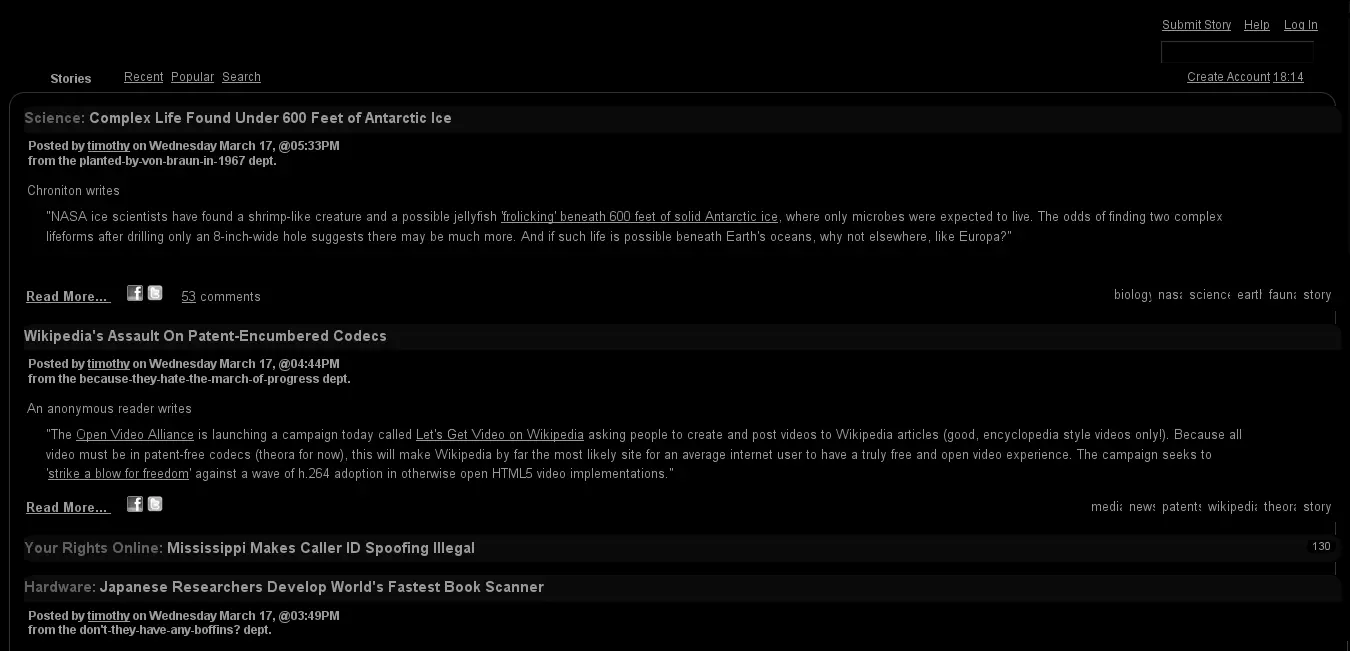 Submit Story Help Log In
Stories Recent Popular Search
Create Account 18:14
Science: Complex Life Found Under 600 Feet of Antarctic Ice
Posted by timothy on Wednesday March 17, @05:33PM
from the planted-by-von-braun-in-1967 dept.
Chroniton writes
"NASA ice scientists have found a shrimp-like creature and a possible jellyfish 'frolicking' beneath 600 feet of solid Antarctic ice, where only microbes were expected to live. The odds of finding two complex
lifeforms after drilling only an 8-inch-wide hole suggests there may be much more. And if such life is possible beneath Earth's oceans, why not elsewhere, like Europa?"
Read More... 53 comments
biology nasa science earth fauna story
Wikipedia's Assault On Patent-Encumbered Codecs
Posted by timothy on Wednesday March 17, @04:44PM
from the because-they-hate-the-march-of-progress dept.
An anonymous reader writes
"The Open Video Alliance is launching a campaign today called Let's Get Video on Wikipedia asking people to create and post videos to Wikipedia articles (good, encyclopedia style videos only!). Because all
video must be in patent-free codecs (theora for now), this will make Wikipedia by far the most likely site for an average internet user to have a truly free and open video experience. The campaign seeks to
'strike a blow for freedom' against a wave of h.264 adoption in otherwise open HTML5 video implementations."
Read More...
media news patents wikipedia theora story
Your Rights Online: Mississippi Makes Caller ID Spoofing Illegal 130
Hardware: Japanese Researchers Develop World's Fastest Book Scanner
Posted by timothy on Wednesday March 17, @03:49PM
from the don't-they-have-any-boffins? dept.